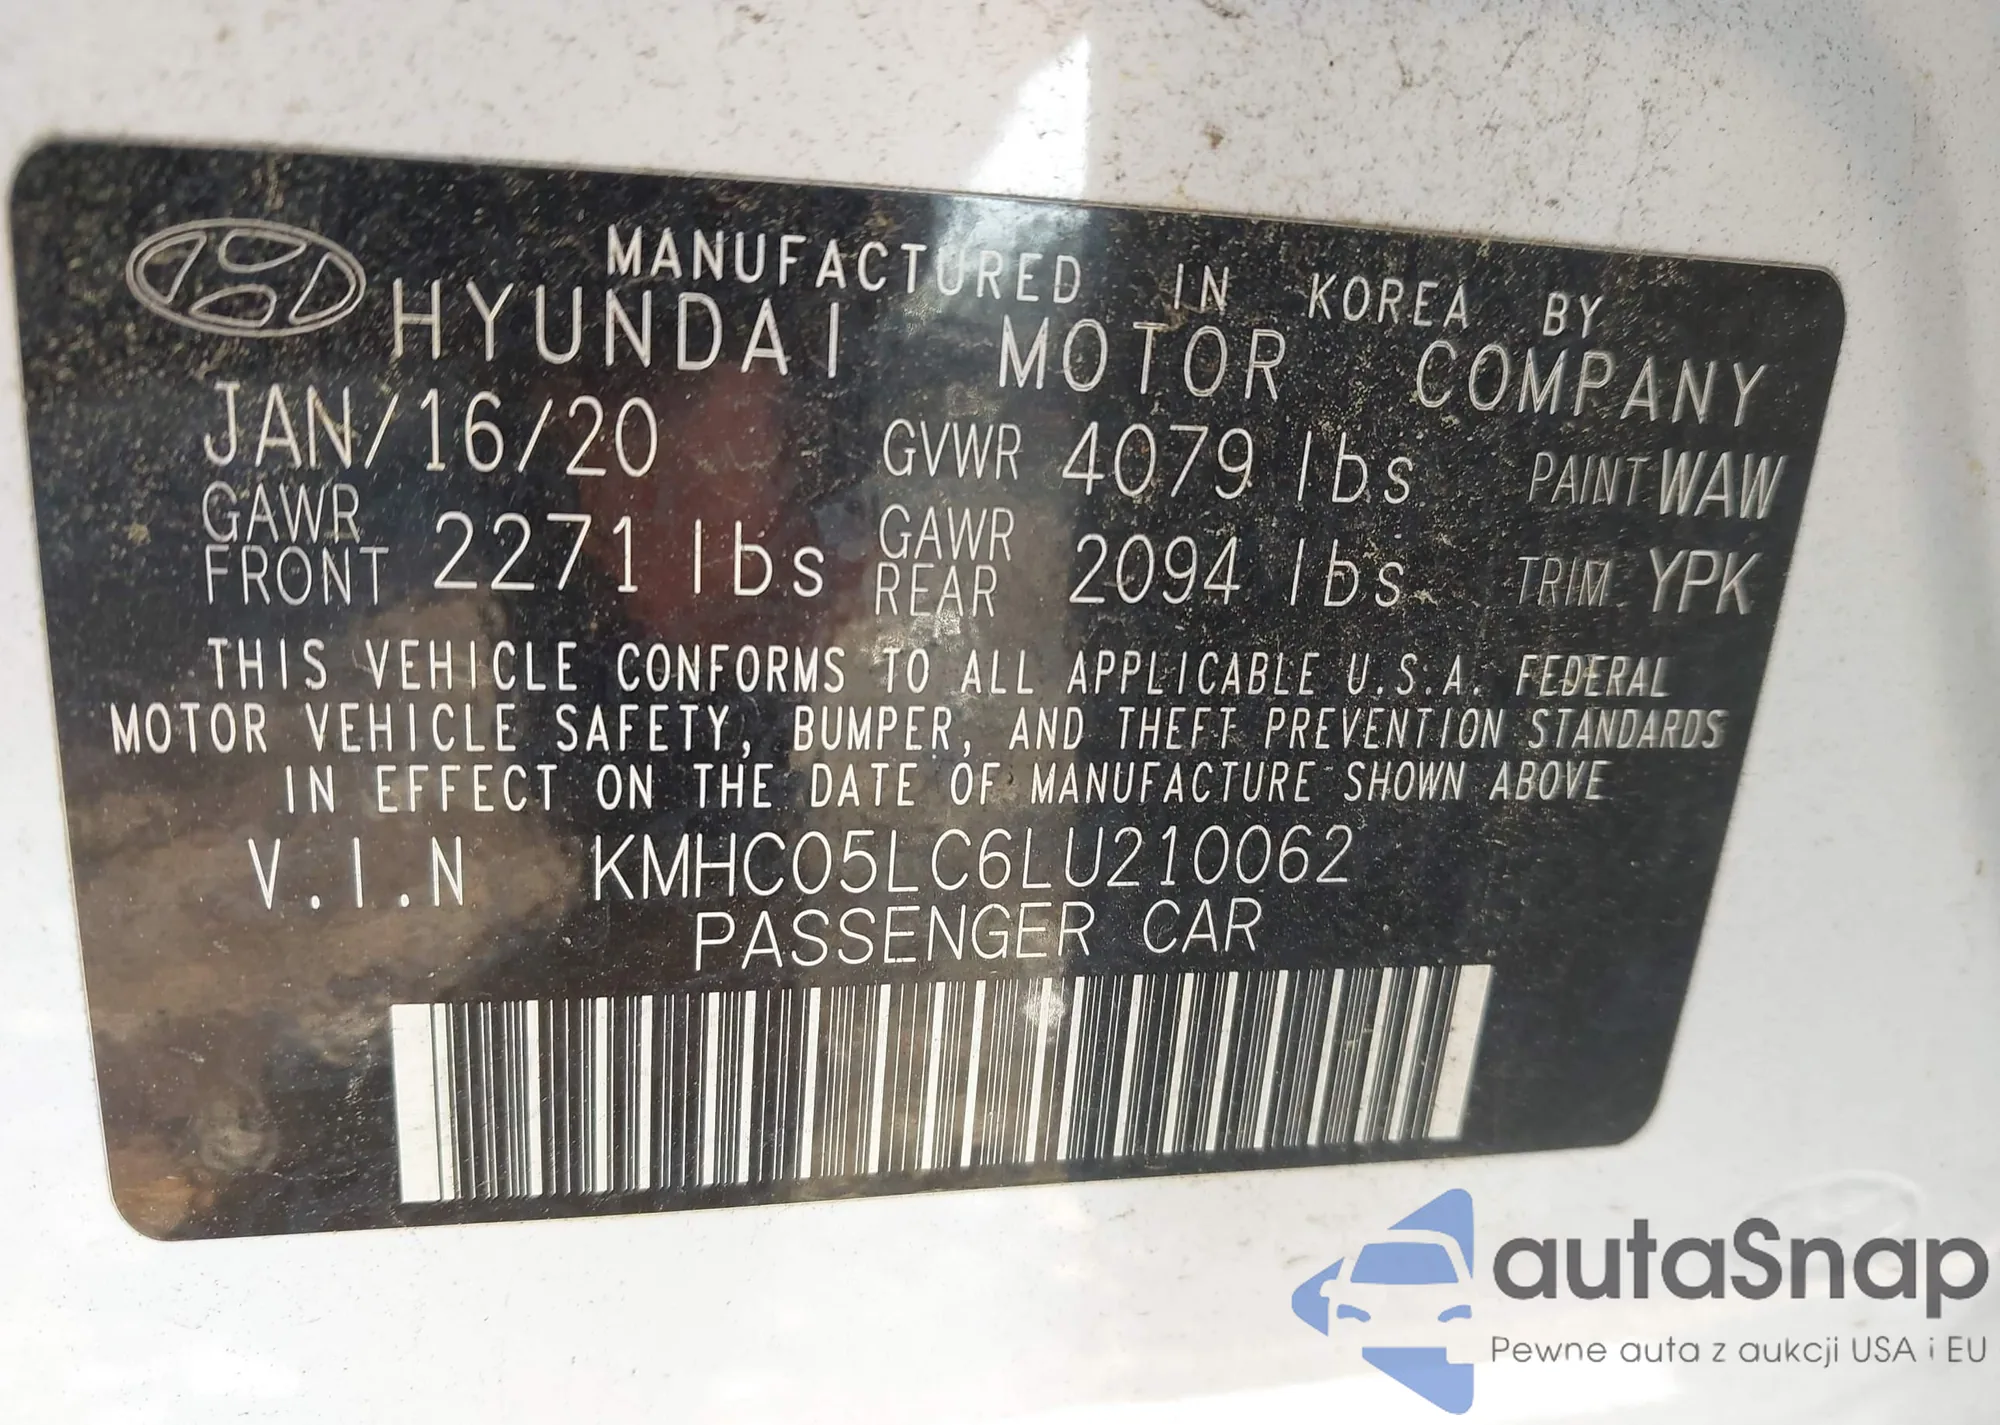 MANUFACTURED IN KOREA BY
HYUNDAI MOTOR COMPANY
JAN/16/20 GVWR 4079 lbs PAINT WAW
GAWR FRONT 2271 lbs GAWR REAR 2094 lbs TRIM YPK
THIS VEHICLE CONFORMS TO ALL APPLICABLE U.S.A. FEDERAL
MOTOR VEHICLE SAFETY, BUMPER, AND THEFT PREVENTION STANDARDS
IN EFFECT ON THE DATE OF MANUFACTURE SHOWN ABOVE
V.I.N KMHC05LC6LU210062
PASSENGER CAR
autaSnap
Pewne auta z aukcji USA i EU